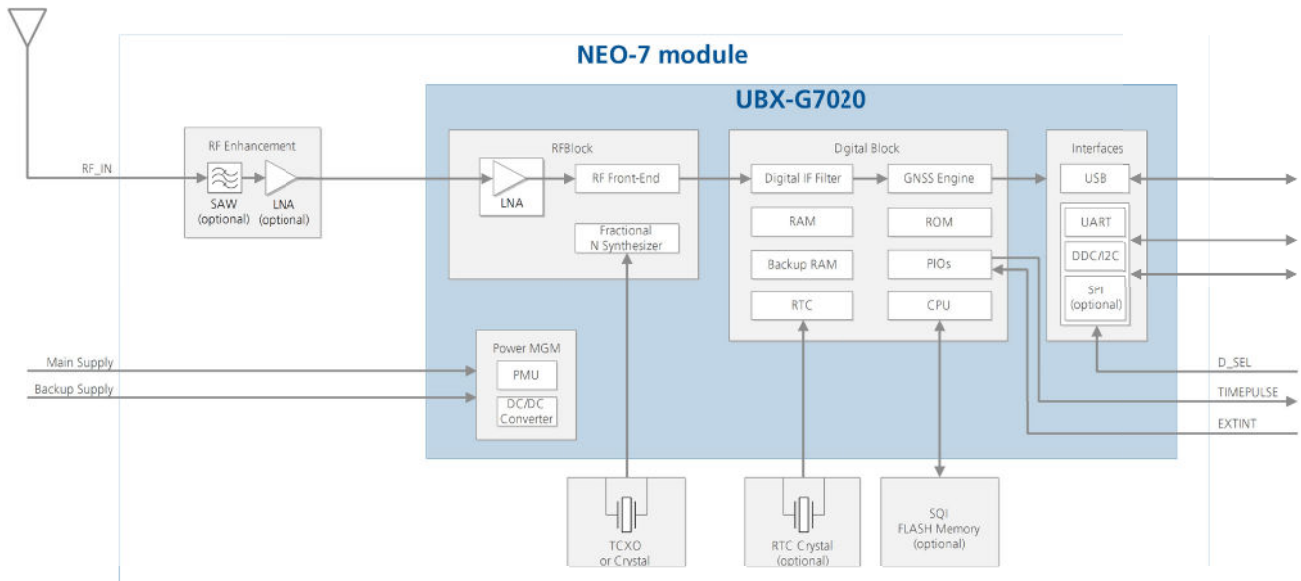 NEO-7 module
UBX-G7020
RF Enhancement
RF_IN
SAW
(optional)
LNA
(optional)
RFBlock
LNA
RF Front-End
Fractional
N Synthesizer
Digital Block
Digital IF Filter
GNSS Engine
RAM
ROM
Backup RAM
PIOs
RTC
CPU
Interfaces
USB
UART
DDC/I2C
SPI
(optional)
Main Supply
Backup Supply
Power MGM
PMU
DC/DC
Converter
D_SEL
TIMEPULSE
EXTINT
TCXO
or Crystal
RTC Crystal
(optional)
SQI
FLASH Memory
(optional)